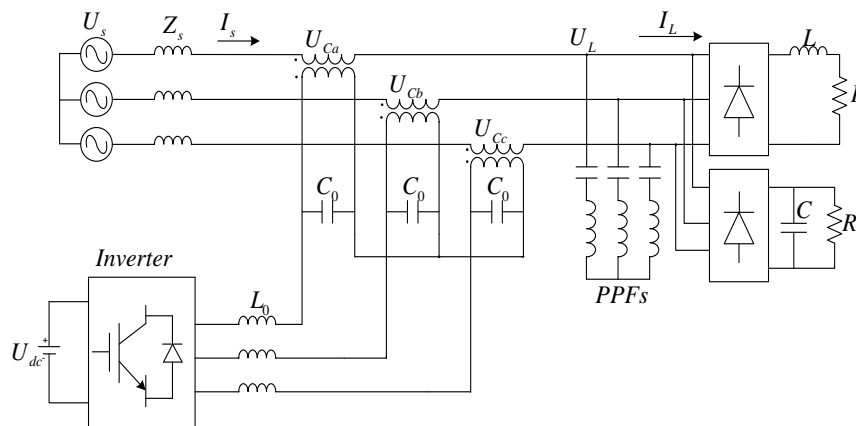 U_s
Z_s
I_s
U_Ca
U_L
I_L
L
U_Cb
U_Cc
C_0
C_0
C_0
C
R
Inverter
PPFs
L_0
U_dc
+
-